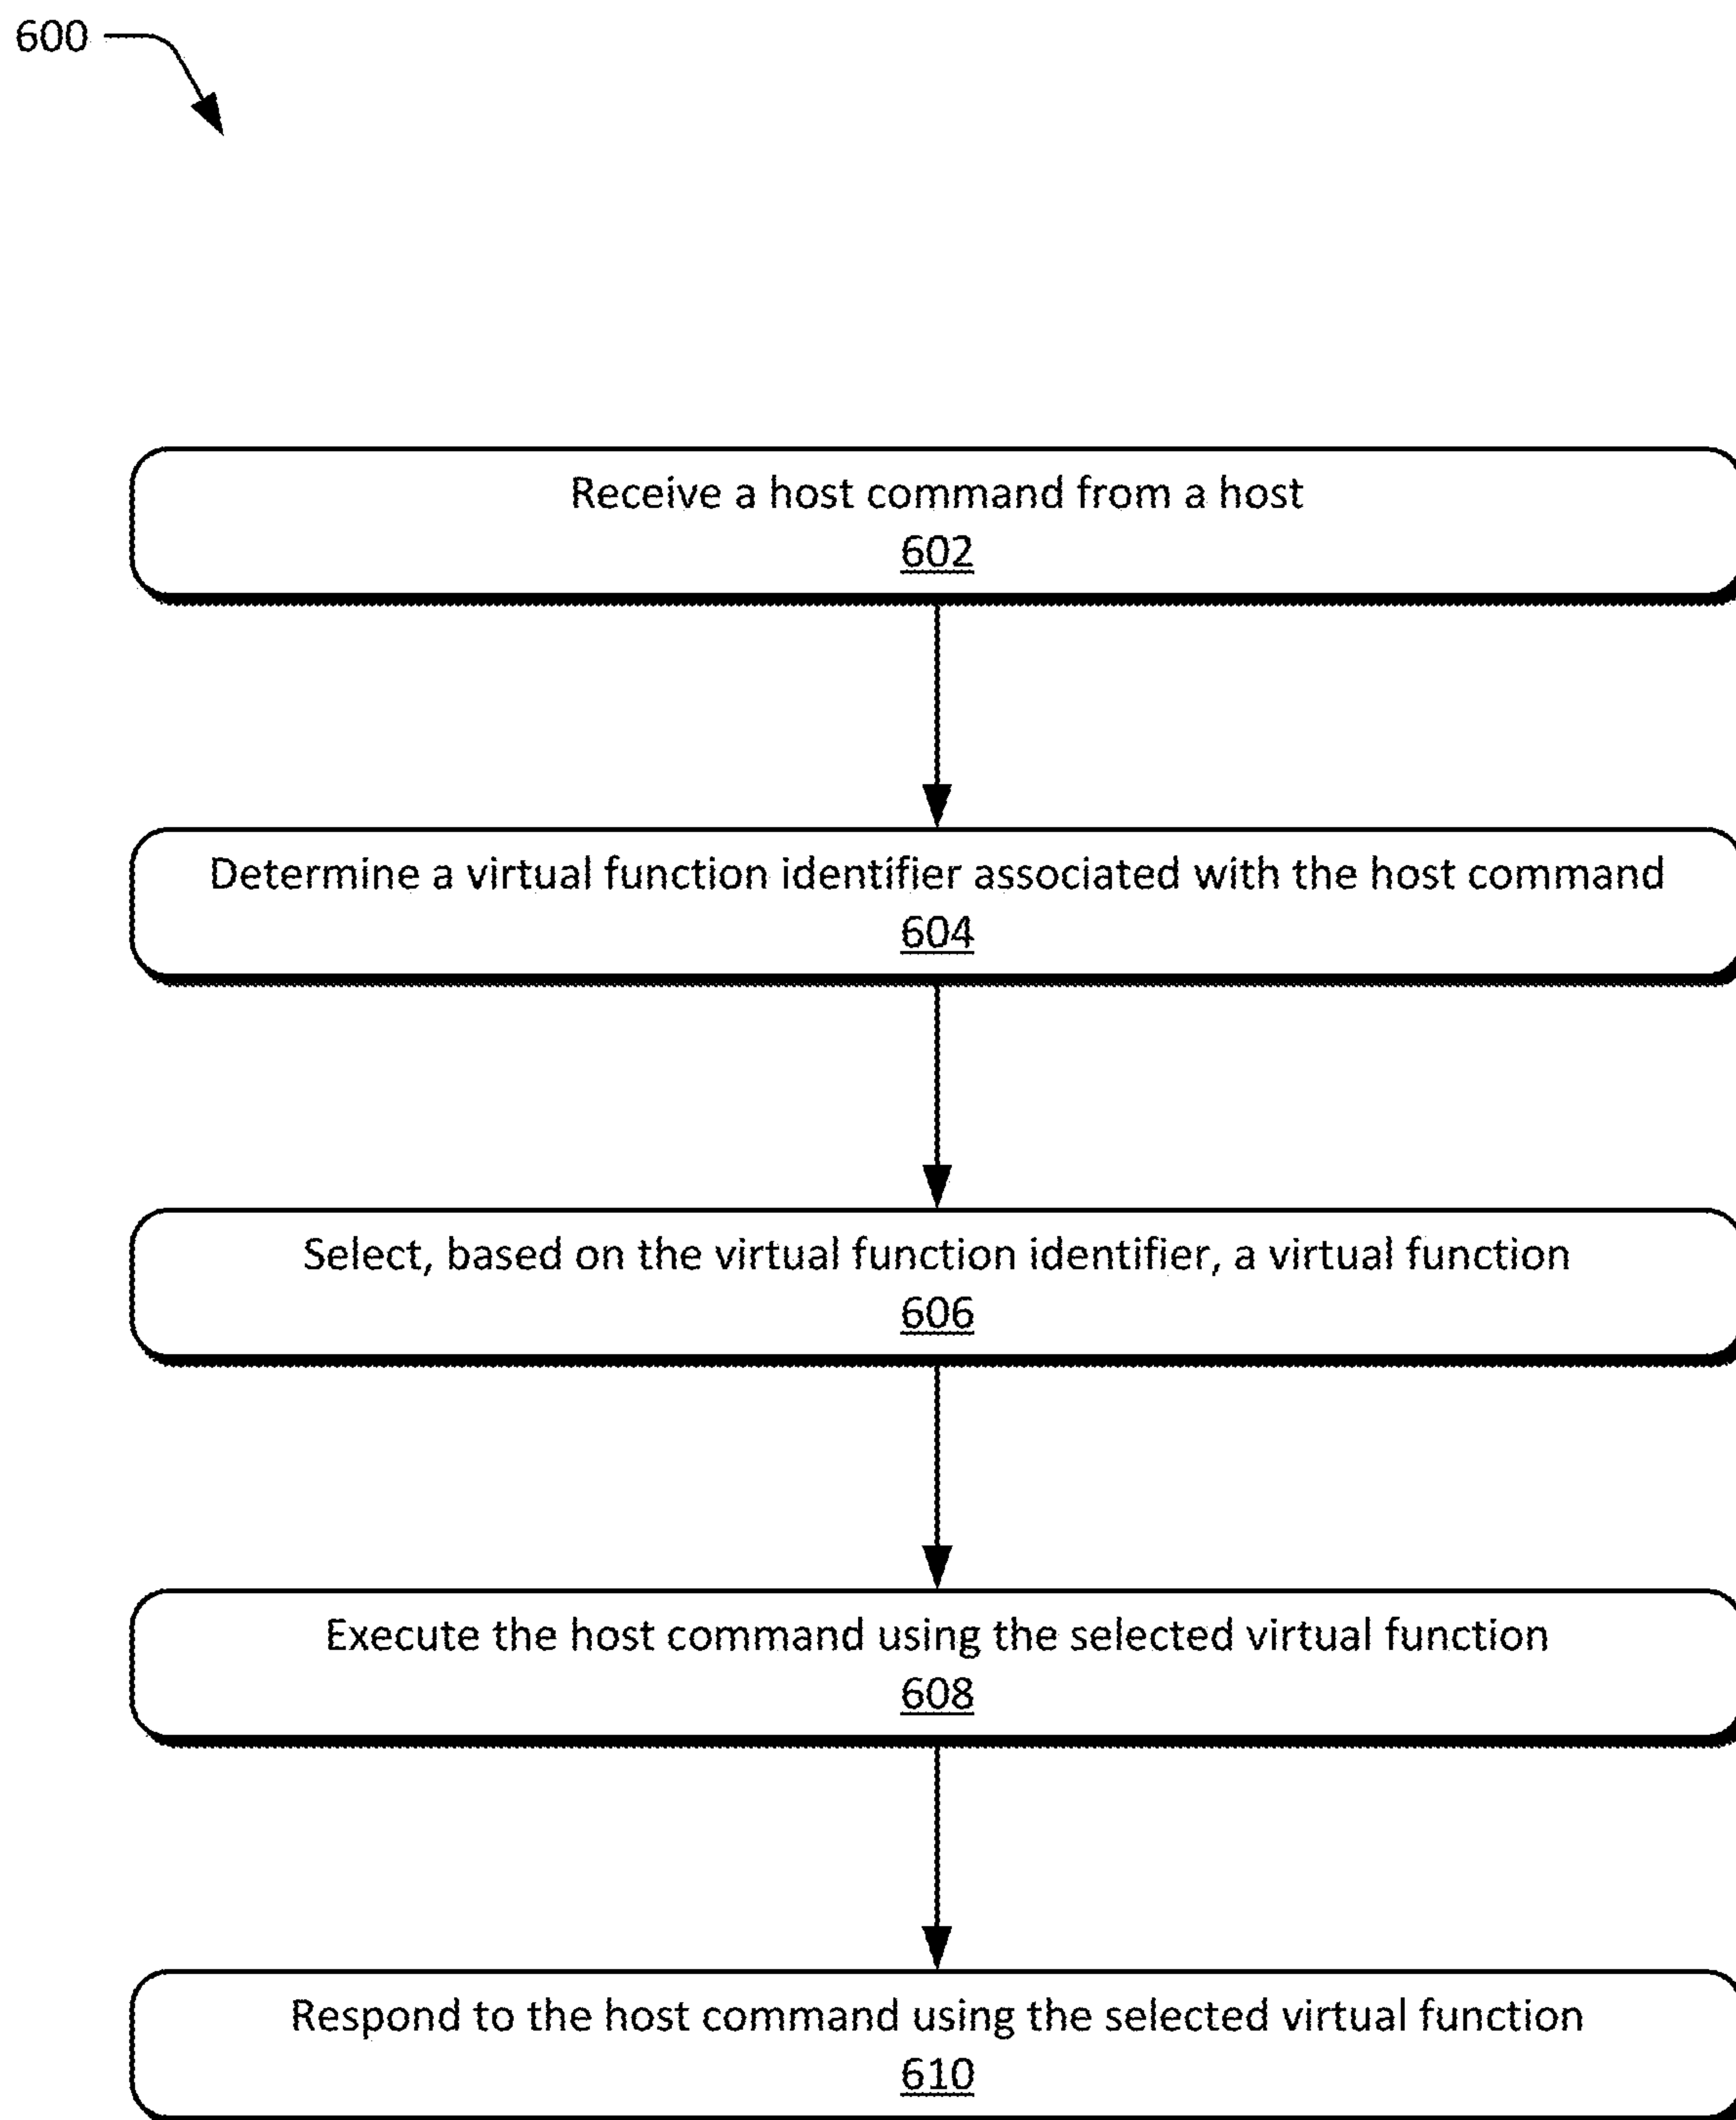 600
Receive a host command from a host
602
Determine a virtual function identifier associated with the host command
604
Select, based on the virtual function identifier, a virtual function
606
Execute the host command using the selected virtual function
608
Respond to the host command using the selected virtual function
610